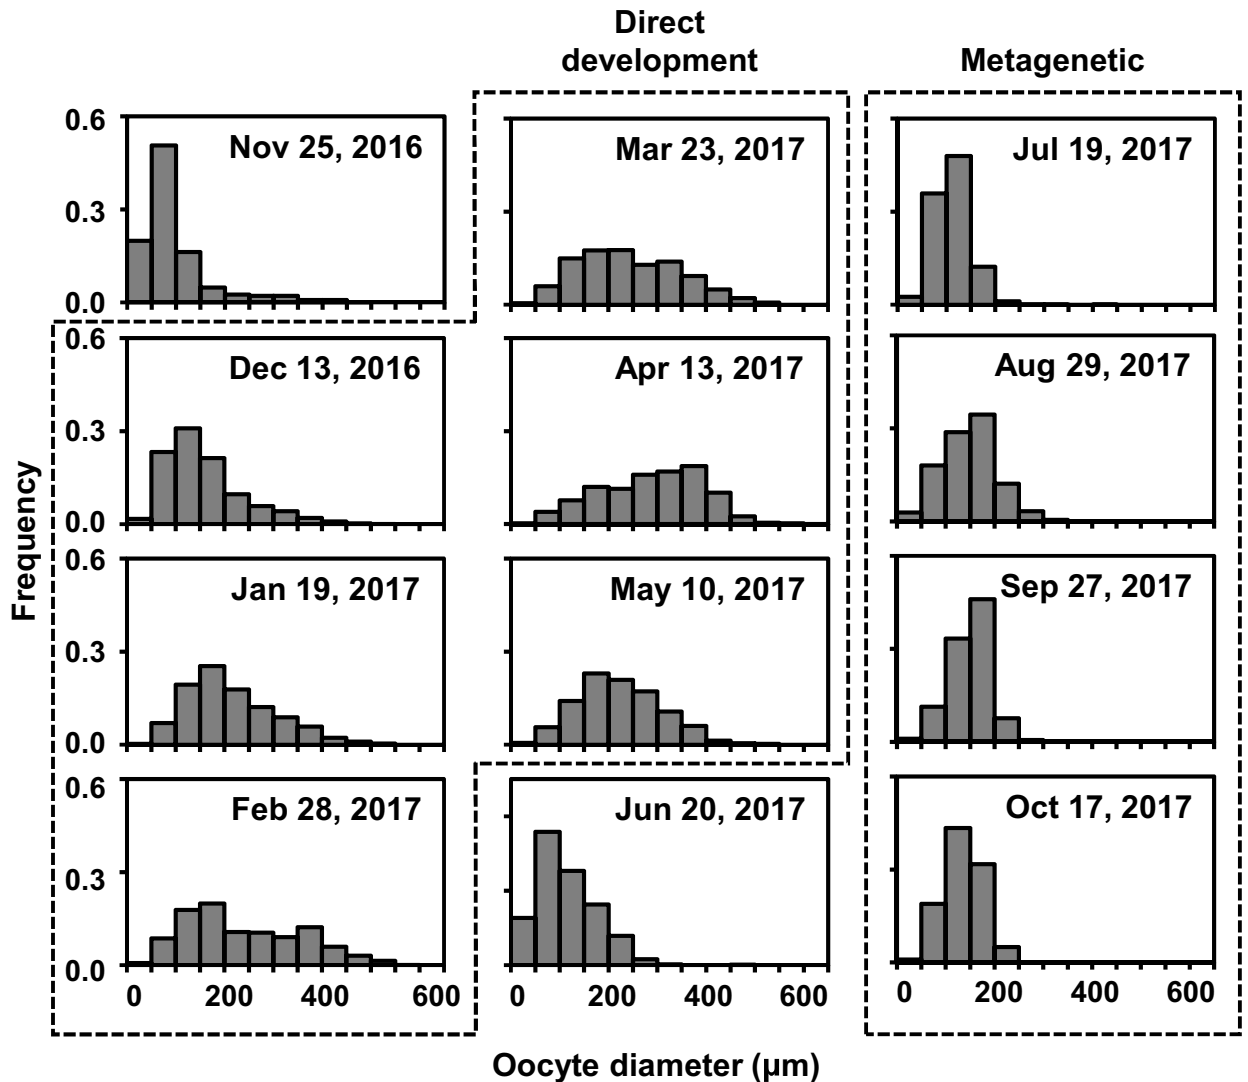 Direct
development
Metagenetic
Frequency
0.6
0.3
0.0
Nov 25, 2016
Mar 23, 2017
Jul 19, 2017
0.6
0.3
0.0
Dec 13, 2016
Apr 13, 2017
Aug 29, 2017
0.6
0.3
0.0
Jan 19, 2017
May 10, 2017
Sep 27, 2017
0.6
0.3
0.0
Feb 28, 2017
Jun 20, 2017
Oct 17, 2017
0 200 400 600
0 200 400 600
0 200 400 600
Oocyte diameter (μm)